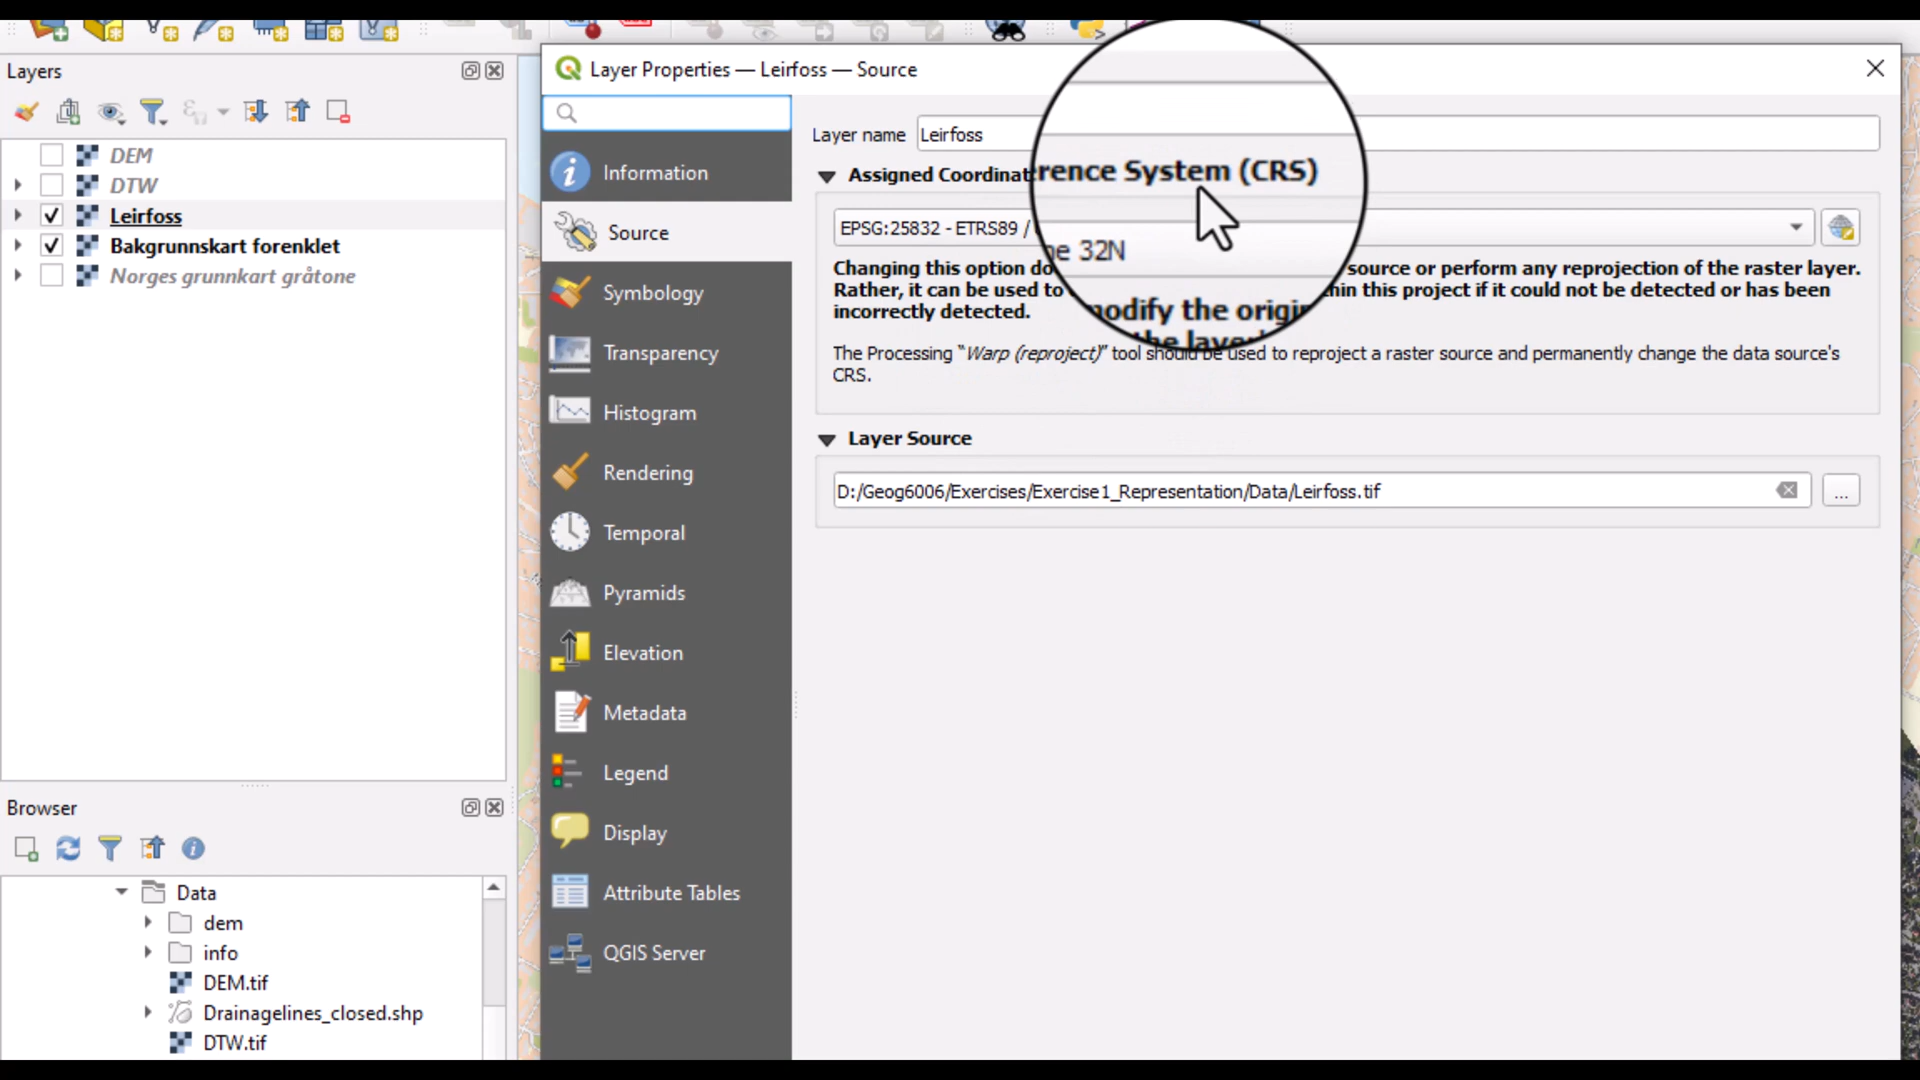 Layers
DEM
DTW
Leirfoss
Bakgrunnskart forenklet
Norges grunnkart gråtone
Browser
Data
dem
info
DEM.tif
Drainagelines_closed.shp
DTW.tif
Layer Properties — Leirfoss — Source
Information
Source
Symbology
Transparency
Histogram
Rendering
Temporal
Pyramids
Elevation
Metadata
Legend
Display
Attribute Tables
QGIS Server
Layer name Leirfoss
Assigned Coordinat rence System (CRS)
EPSG:25832 - ETRS89 / ne 32N
Changing this option do source or perform any reprojection of the raster layer.
Rather, it can be used to thin this project if it could not be detected or has been
incorrectly detected. modify the origin
the layer
The Processing “Warp (reproject)” tool should be used to reproject a raster source and permanently change the data source's
CRS.
Layer Source
D:/Geog6006/Exercises/Exercise1_Representation/Data/Leirfoss.tif
...